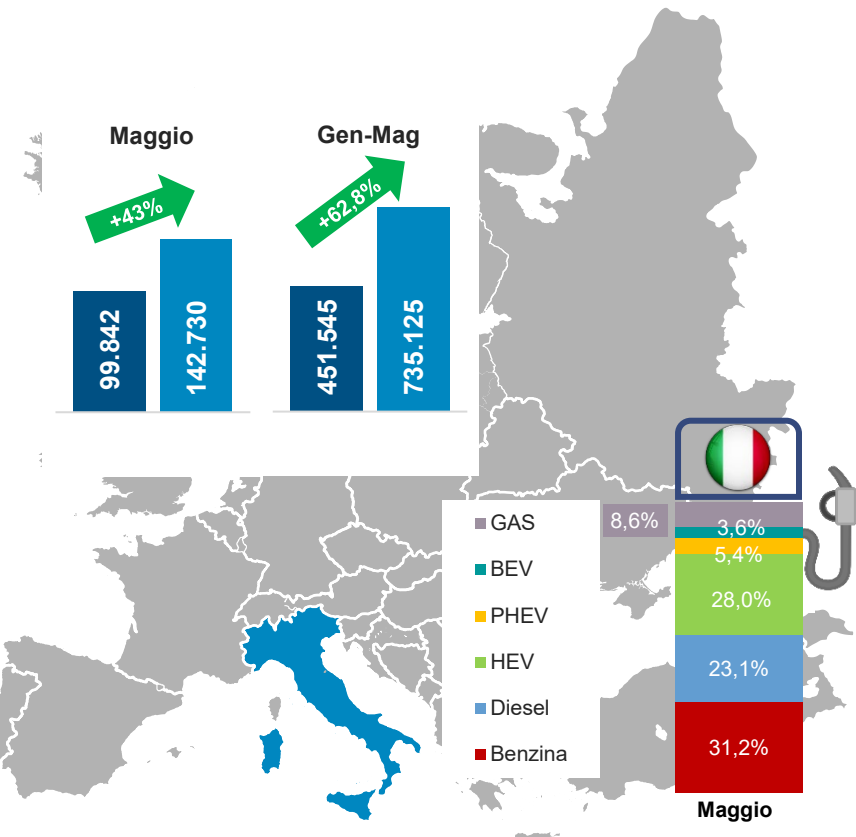 Maggio
Gen-Mag
+43%
+62,8%
99.842
142.730
451.545
735.125
GAS
BEV
PHEV
HEV
Diesel
Benzina
8,6%
3,6%
5,4%
28,0%
23,1%
31,2%
Maggio